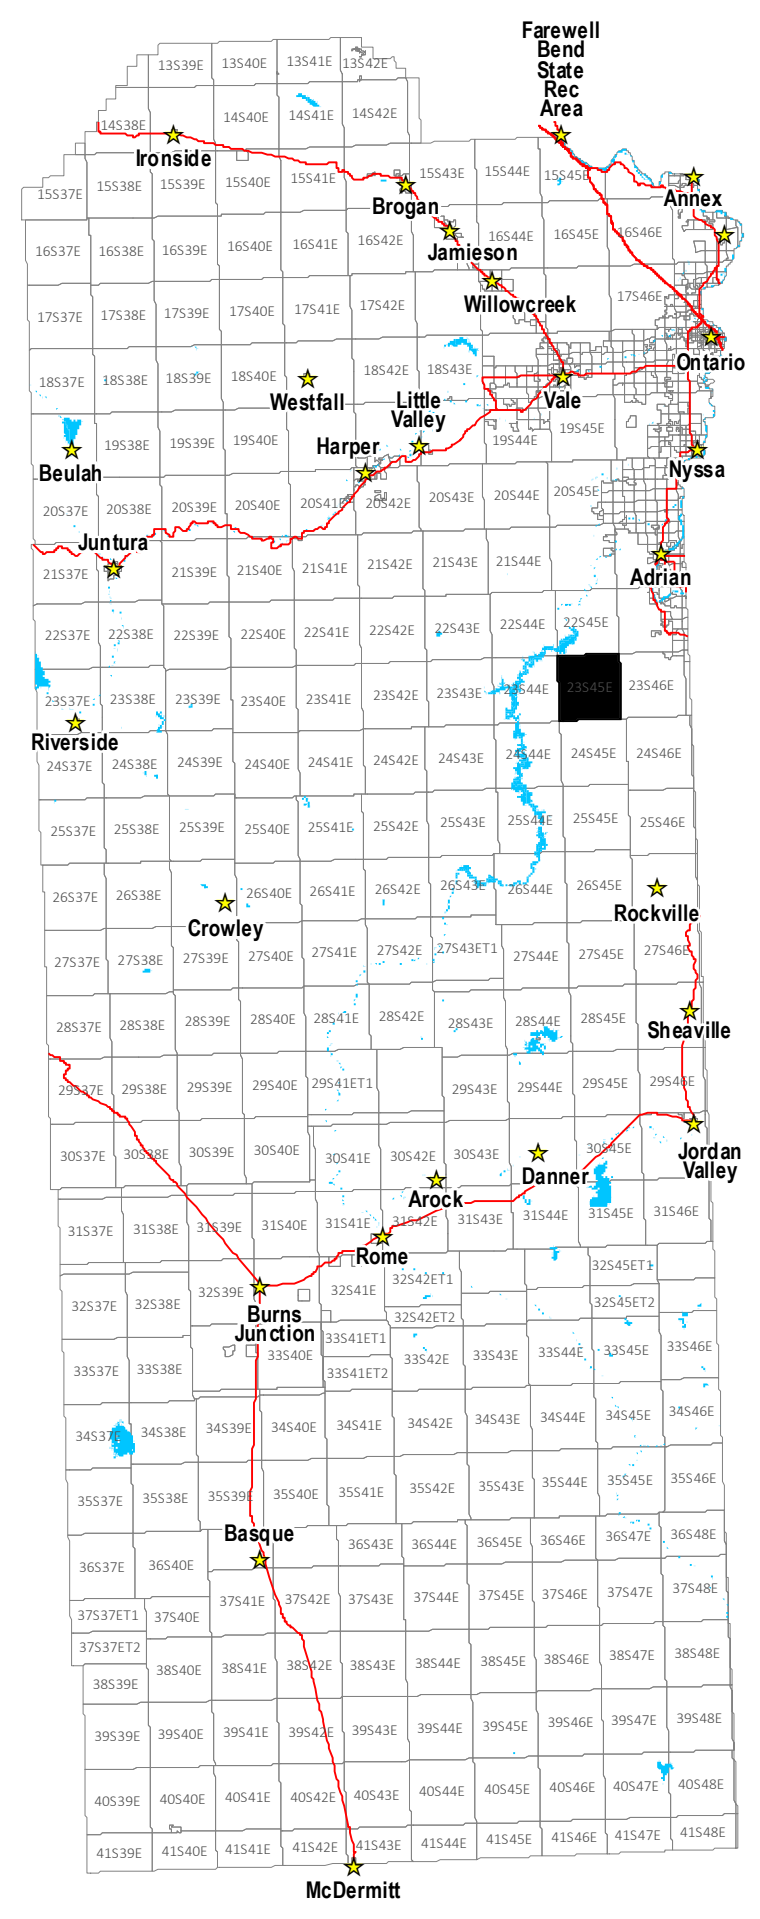 Farewell
Bend
State
Rec
Area
13S39E
13S40E
13S41E
13S42E
14S38E
14S40E
14S41E
14S42E
Ironside
Annex
15S37E
15S38E
15S39E
15S40E
15S41E
15S43E
15S44E
15S45E
Brogan
16S37E
16S38E
16S39E
16S40E
16S41E
16S42E
16S44E
16S45E
16S46E
Jamieson
Willowcreek
17S37E
17S38E
17S39E
17S40E
17S41E
17S42E
17S46E
Ontario
18S37E
18S38E
18S39E
18S40E
18S42E
18S43E
Westfall
Vale
Little
Valley
Harper
19S38E
19S39E
19S40E
19S44E
19S45E
Beulah
Nyssa
20S37E
20S38E
20S39E
20S40E
20S41E
20S42E
20S43E
20S44E
20S45E
Juntura
Adrian
21S37E
21S39E
21S40E
21S41E
21S42E
21S43E
21S44E
22S37E
22S38E
22S39E
22S40E
22S41E
22S42E
22S43E
22S44E
22S45E
23S37E
23S38E
23S39E
23S40E
23S41E
23S42E
23S43E
23S44E
23S45E
23S46E
Riverside
24S37E
24S38E
24S39E
24S40E
24S41E
24S42E
24S43E
24S44E
24S45E
24S46E
25S37E
25S38E
25S39E
25S40E
25S41E
25S42E
25S43E
25S44E
25S45E
25S46E
26S37E
26S38E
26S40E
26S41E
26S42E
26S43E
26S44E
26S45E
Crowley
Rockville
27S37E
27S38E
27S39E
27S40E
27S41E
27S42E
27S43ET1
27S44E
27S45E
27S46E
28S37E
28S38E
28S39E
28S40E
28S41E
28S42E
28S43E
28S44E
28S45E
Sheaville
29S37E
29S38E
29S39E
29S40E
29S41ET1
29S43E
29S44E
29S45E
29S46E
30S37E
30S38E
30S39E
30S40E
30S41E
30S42E
30S43E
30S45E
Jordan
Valley
Danner
Arock
31S37E
31S38E
31S39E
31S40E
31S41E
31S42E
31S43E
31S44E
31S45E
31S46E
Rome
32S37E
32S38E
32S39E
32S41E
32S42ET1
32S42ET2
32S45ET1
32S45ET2
Burns
Junction
33S37E
33S38E
33S40E
33S41ET1
33S41ET2
33S42E
33S43E
33S44E
33S45E
33S46E
34S37E
34S38E
34S39E
34S40E
34S41E
34S42E
34S43E
34S44E
34S45E
34S46E
35S37E
35S38E
35S39E
35S40E
35S41E
35S42E
35S43E
35S44E
35S45E
35S46E
Basque
36S37E
36S40E
36S43E
36S44E
36S45E
36S46E
36S47E
36S48E
37S37ET1
37S37ET2
37S40E
37S41E
37S42E
37S43E
37S44E
37S45E
37S46E
37S47E
37S48E
38S39E
38S40E
38S41E
38S42E
38S43E
38S44E
38S45E
38S46E
38S47E
38S48E
39S39E
39S40E
39S41E
39S42E
39S43E
39S44E
39S45E
39S46E
39S47E
39S48E
40S39E
40S40E
40S41E
40S42E
40S43E
40S44E
40S45E
40S46E
40S47E
40S48E
41S39E
41S40E
41S41E
41S42E
41S43E
41S44E
41S45E
41S46E
41S47E
41S48E
McDermitt